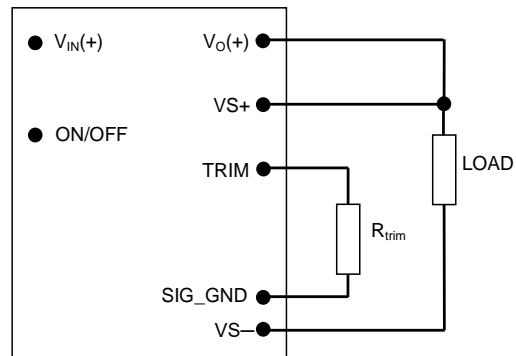 V_IN(+)
V_O(+)
VS+
ON/OFF
LOAD
TRIM
R_trim
SIG_GND
VS─